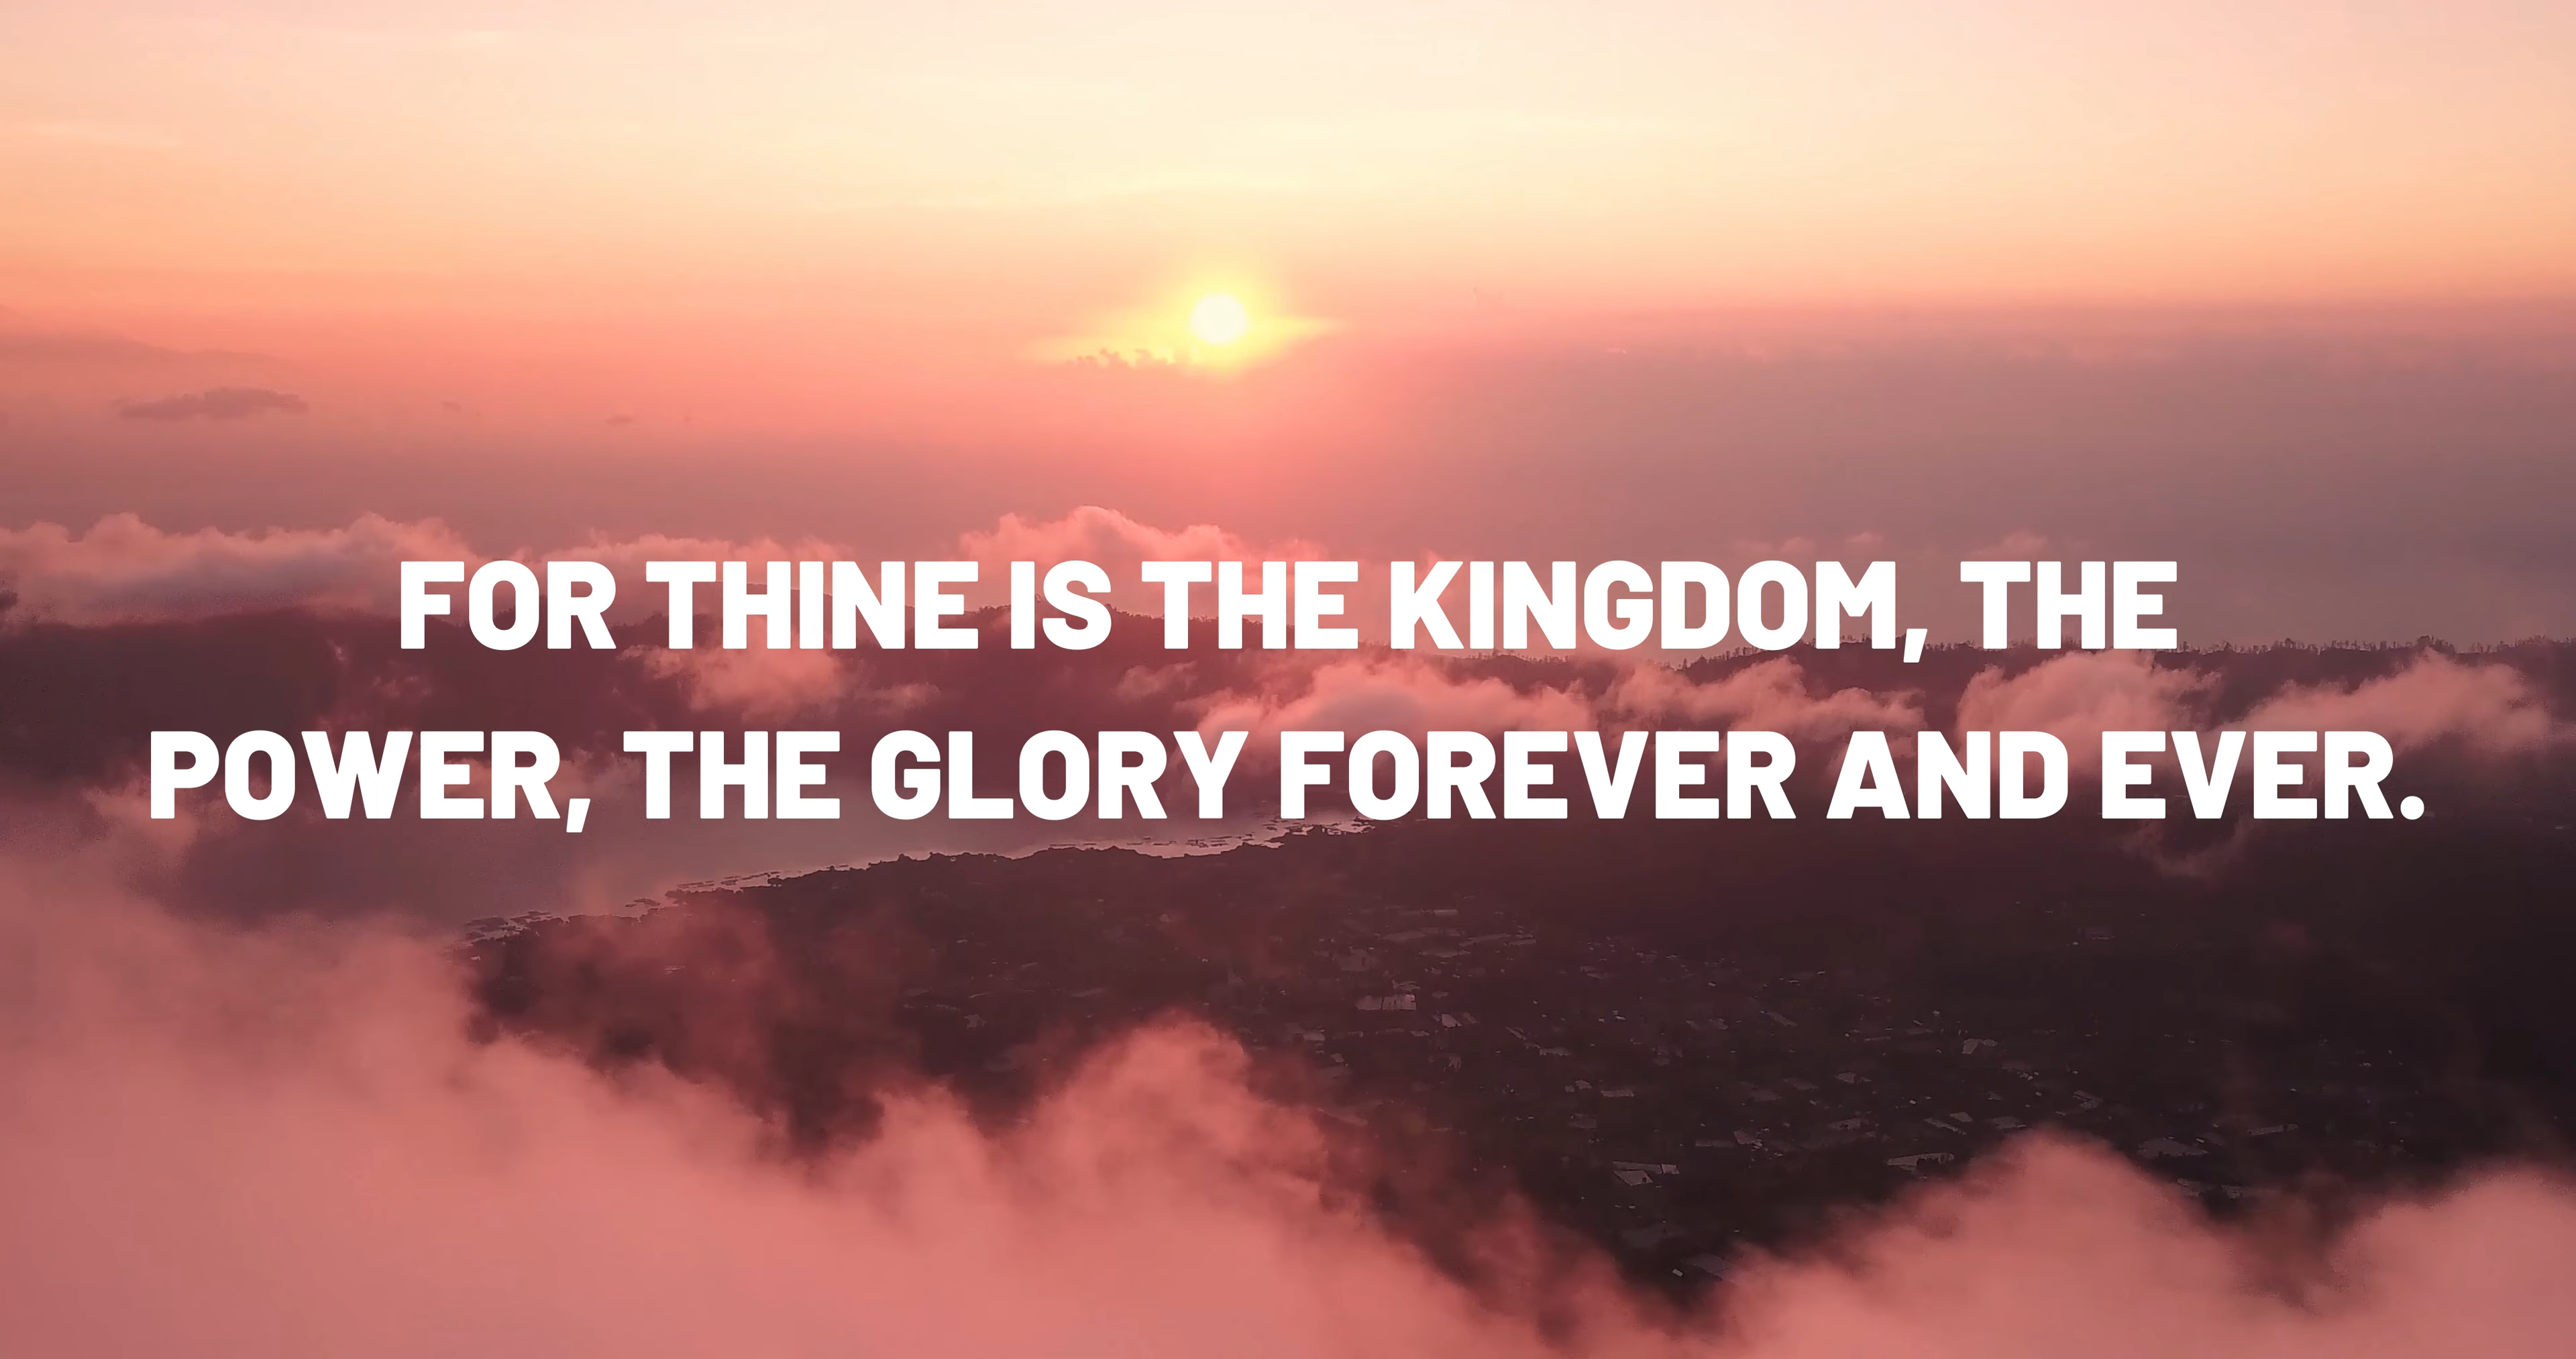 FOR THINE IS THE KINGDOM, THE
POWER, THE GLORY FOREVER AND EVER.